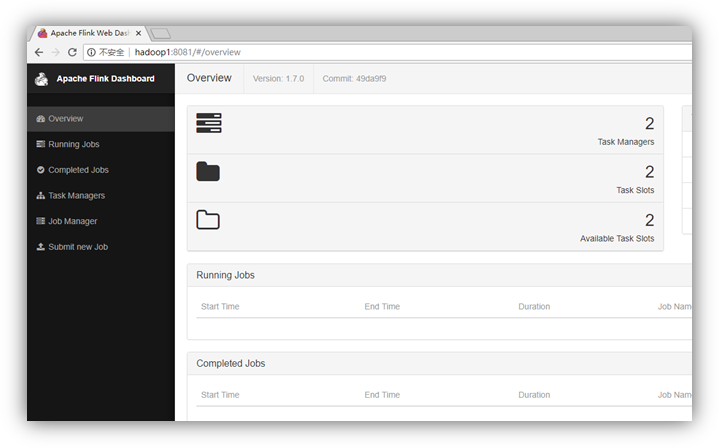 Apache Flink Web Dash
不安全 hadoop1:8081/#/overview
Apache Flink Dashboard
Overview
Version: 1.7.0
Commit: 49da9f9
Overview
Running Jobs
Completed Jobs
Task Managers
Job Manager
Submit new Job
2
Task Managers
2
Task Slots
2
Available Task Slots
Running Jobs
Start Time End Time Duration Job Name
Completed Jobs
Start Time End Time Duration Job Name